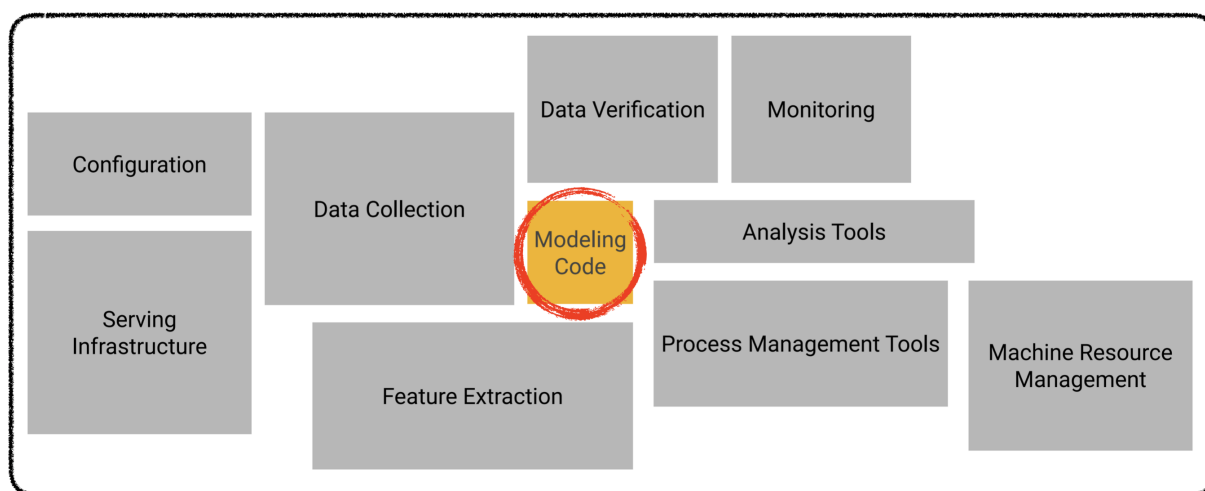 Data Verification
Monitoring
Configuration
Data Collection
Modeling
Code
Analysis Tools
Serving
Infrastructure
Feature Extraction
Process Management Tools
Machine Resource
Management